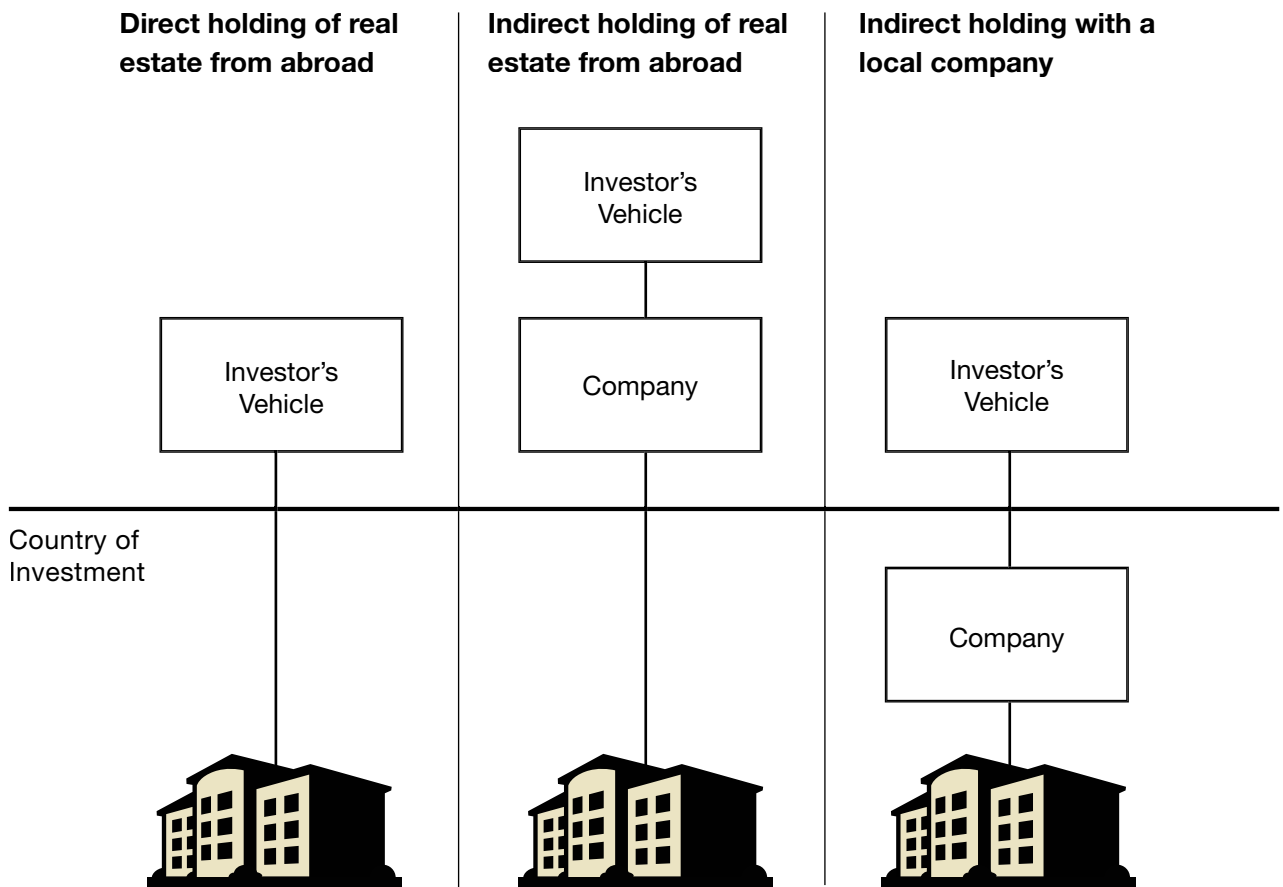 Direct holding of real
estate from abroad
Indirect holding of real
estate from abroad
Indirect holding with a
local company
Investor’s
Vehicle
Investor’s
Vehicle
Company
Investor’s
Vehicle
Country of
Investment
Company